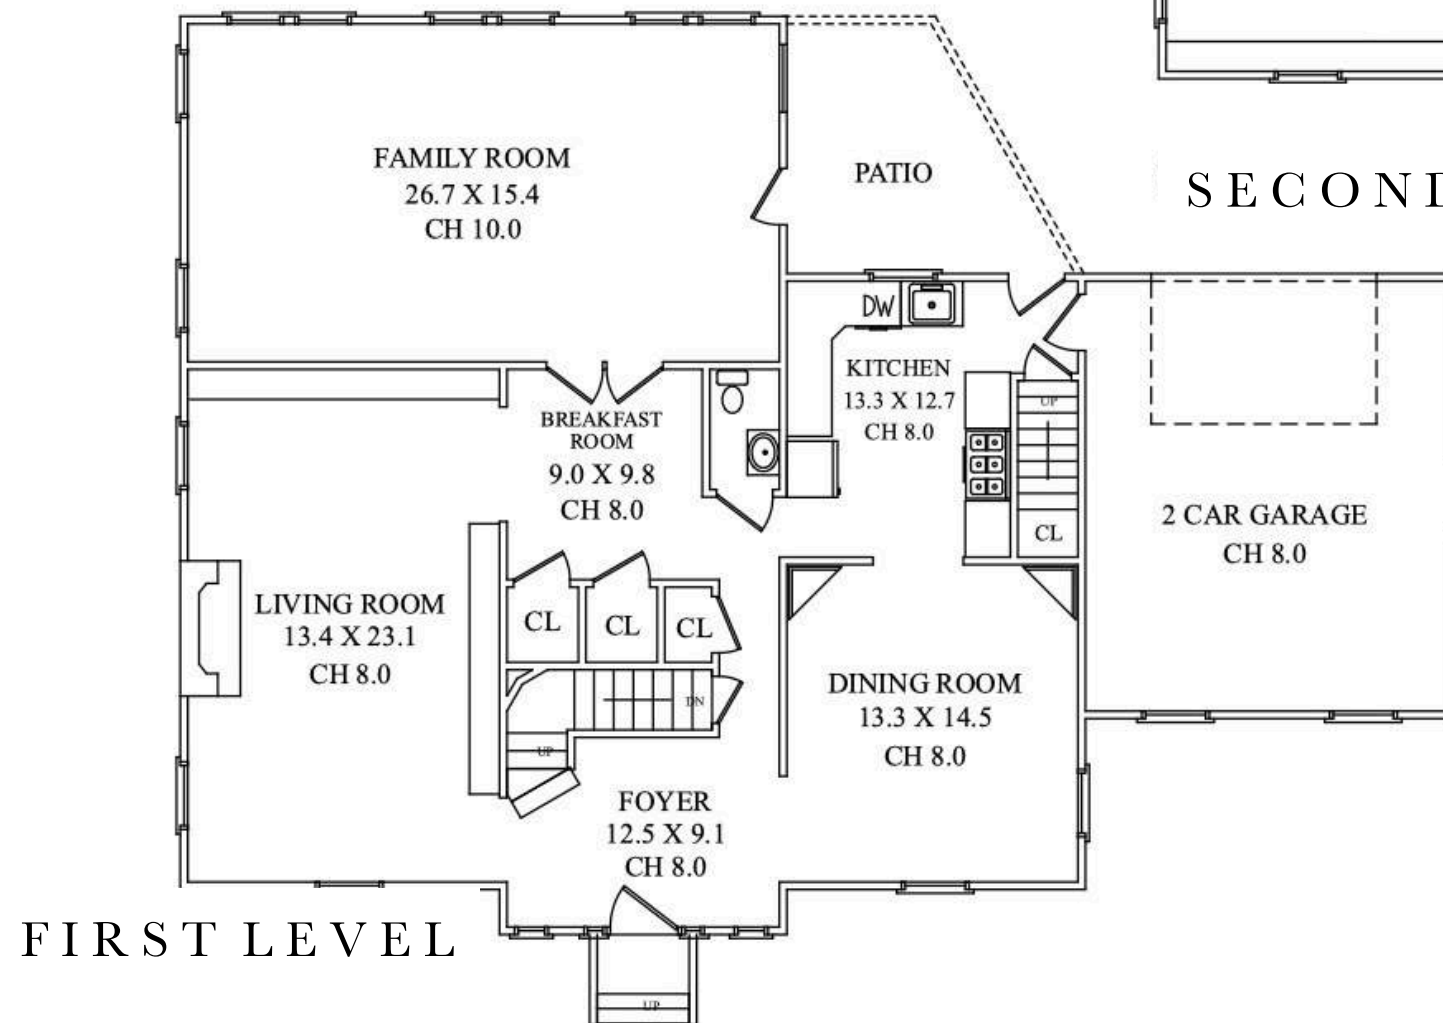 FAMILY ROOM
26.7 X 15.4
CH 10.0
PATIO
SECOND
DW
KITCHEN
13.3 X 12.7
CH 8.0
UP
CL
BREAKFAST
ROOM
9.0 X 9.8
CH 8.0
2 CAR GARAGE
CH 8.0
LIVING ROOM
13.4 X 23.1
CH 8.0
CL
CL
CL
DN
UP
DINING ROOM
13.3 X 14.5
CH 8.0
FOYER
12.5 X 9.1
CH 8.0
FIRST LEVEL
UP